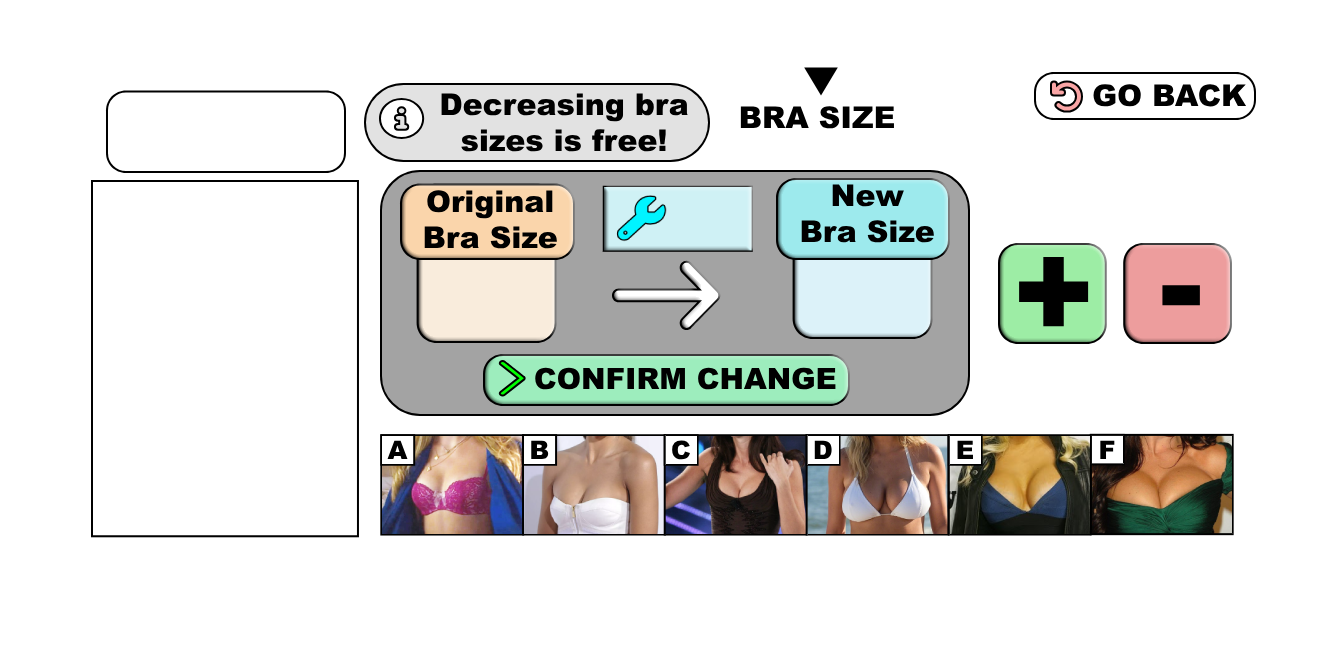 Decreasing bra
sizes is free!
BRA SIZE
GO BACK
Original
Bra Size
New
Bra Size
CONFIRM CHANGE
A
B
C
D
E
F